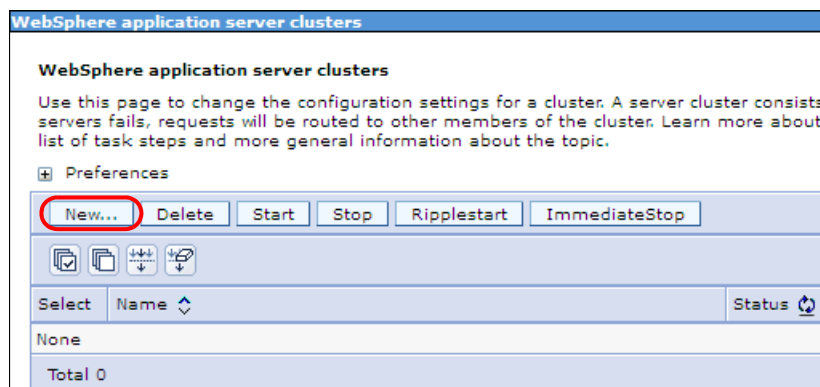 WebSphere application server clusters
WebSphere application server clusters
Use this page to change the configuration settings for a cluster. A server cluster consists
servers fails, requests will be routed to other members of the cluster. Learn more about
list of task steps and more general information about the topic.
Preferences
New... Delete Start Stop Ripplestart ImmediateStop
Select Name Status
None
Total 0